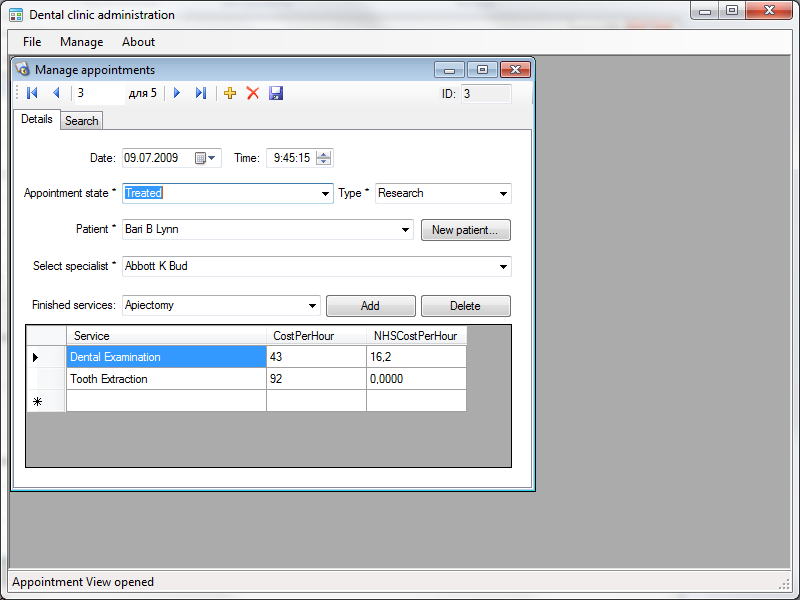 Dental clinic administration
File Manage About
Manage appointments
3 для 5 ID: 3
Details Search
Date: 09.07.2009 Time: 9:45:15
Appointment state * Treated Type * Research
Patient * Bari B Lynn New patient...
Select specialist * Abbott K Bud
Finished services: Apiectomy Add Delete
Service CostPerHour NHSCostPerHour
Dental Examination 43 16,2
Tooth Extraction 92 0,0000
Appointment View opened